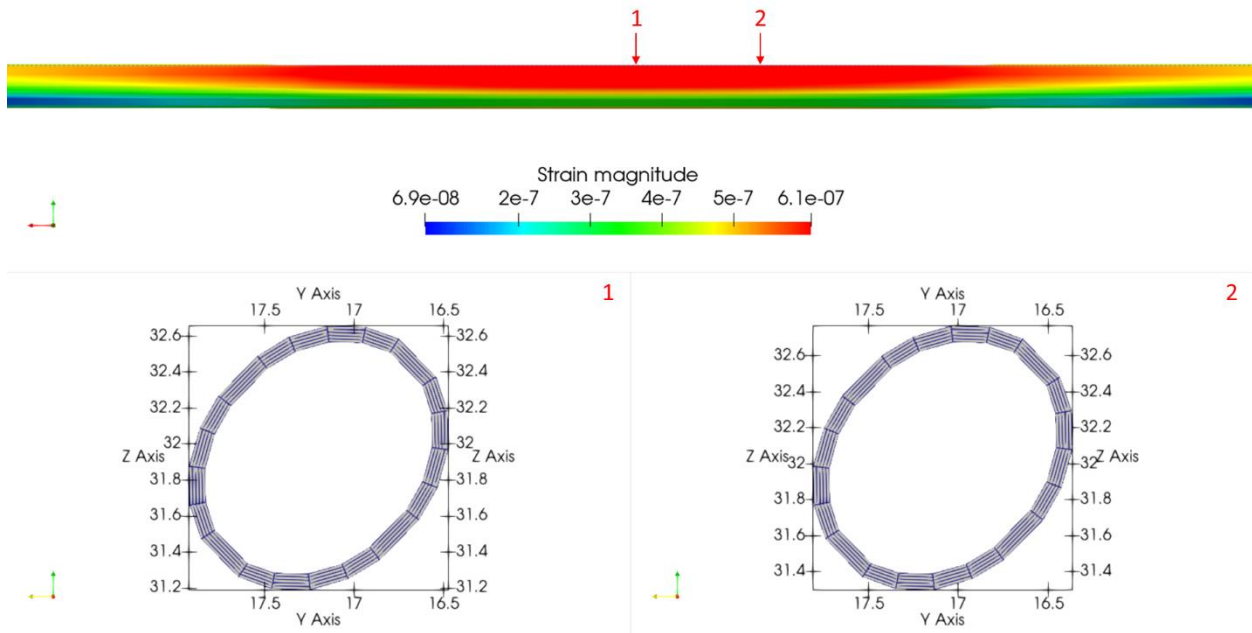 1 2
Strain magnitude
6.9e-08 2e-7 3e-7 4e-7 5e-7 6.1e-07
1
Y Axis
17.5 17 16.5
32.6 32.6
32.4 32.4
32.2 32.2
32 32
Z Axis Z Axis
31.8 31.8
31.6 31.6
31.4 31.4
31.2 31.2
17.5 17 16.5
Y Axis
2
Y Axis
17.5 17 16.5
32.6 32.6
32.4 32.4
32.2 32.2
Z Axis 32 32 Z Axis
31.8 31.8
31.6 31.6
31.4 31.4
17.5 17 16.5
Y Axis